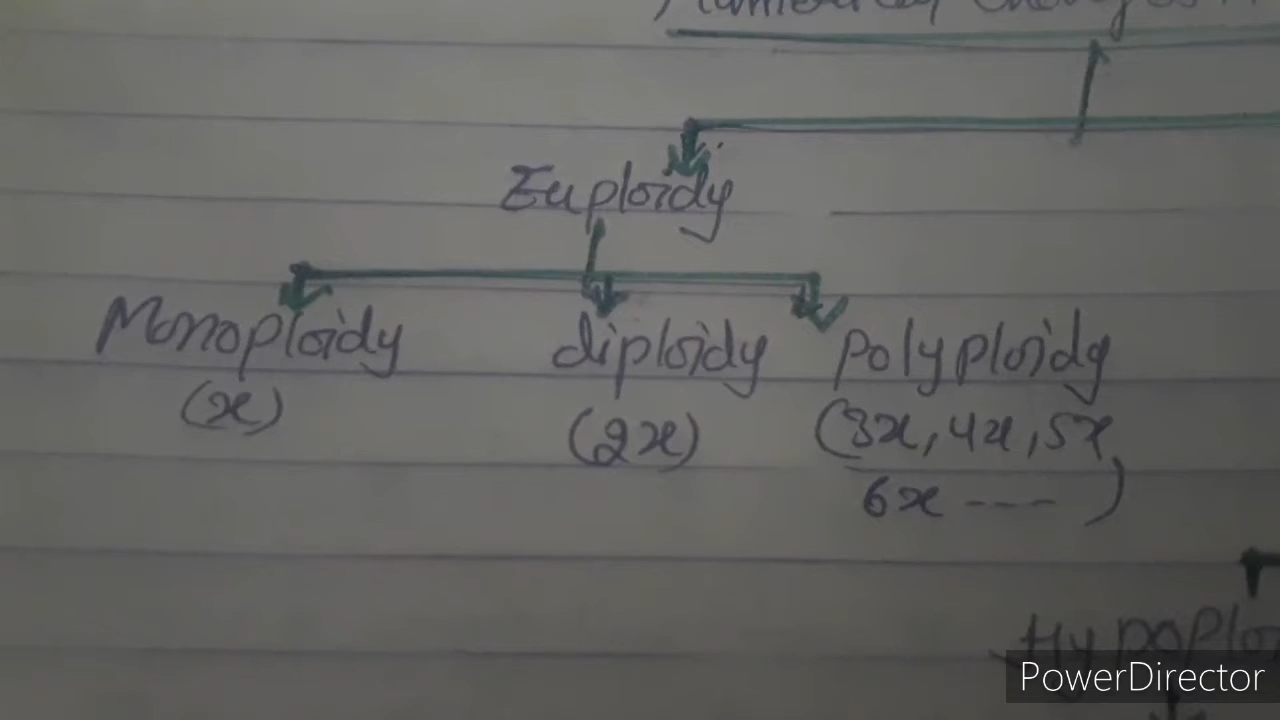 Euploidy
Monoploidy diploidy polyploidy
(x) (2x) (3x, 4x, 5x,
6x ---- )
PowerDirector